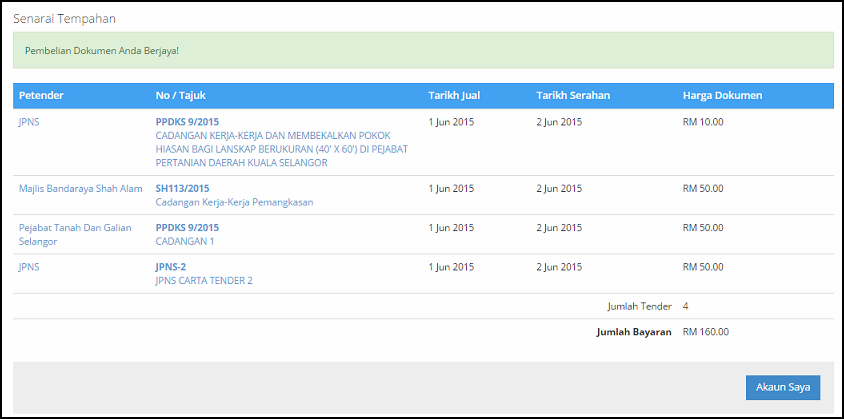 Senarai Tempahan
Pembelian Dokumen Anda Berjaya!
Petender No / Tajuk Tarikh Jual Tarikh Serahan Harga Dokumen
JPNS PPDKS 9/2015 1 Jun 2015 2 Jun 2015 RM 10.00
CADANGAN KERJA-KERJA DAN MEMBEKALKAN POKOK
HIASAN BAGI LANSKAP BERUKURAN (40' X 60') DI PEJABAT
PERTANIAN DAERAH KUALA SELANGOR
Majlis Bandaraya Shah Alam SH113/2015 1 Jun 2015 2 Jun 2015 RM 50.00
Cadangan Kerja-Kerja Pemangkasan
Pejabat Tanah Dan Galian PPDKS 9/2015 1 Jun 2015 2 Jun 2015 RM 50.00
Selangor CADANGAN 1
JPNS JPNS-2 1 Jun 2015 2 Jun 2015 RM 50.00
JPNS CARTA TENDER 2
Jumlah Tender 4
Jumlah Bayaran RM 160.00
Akaun Saya